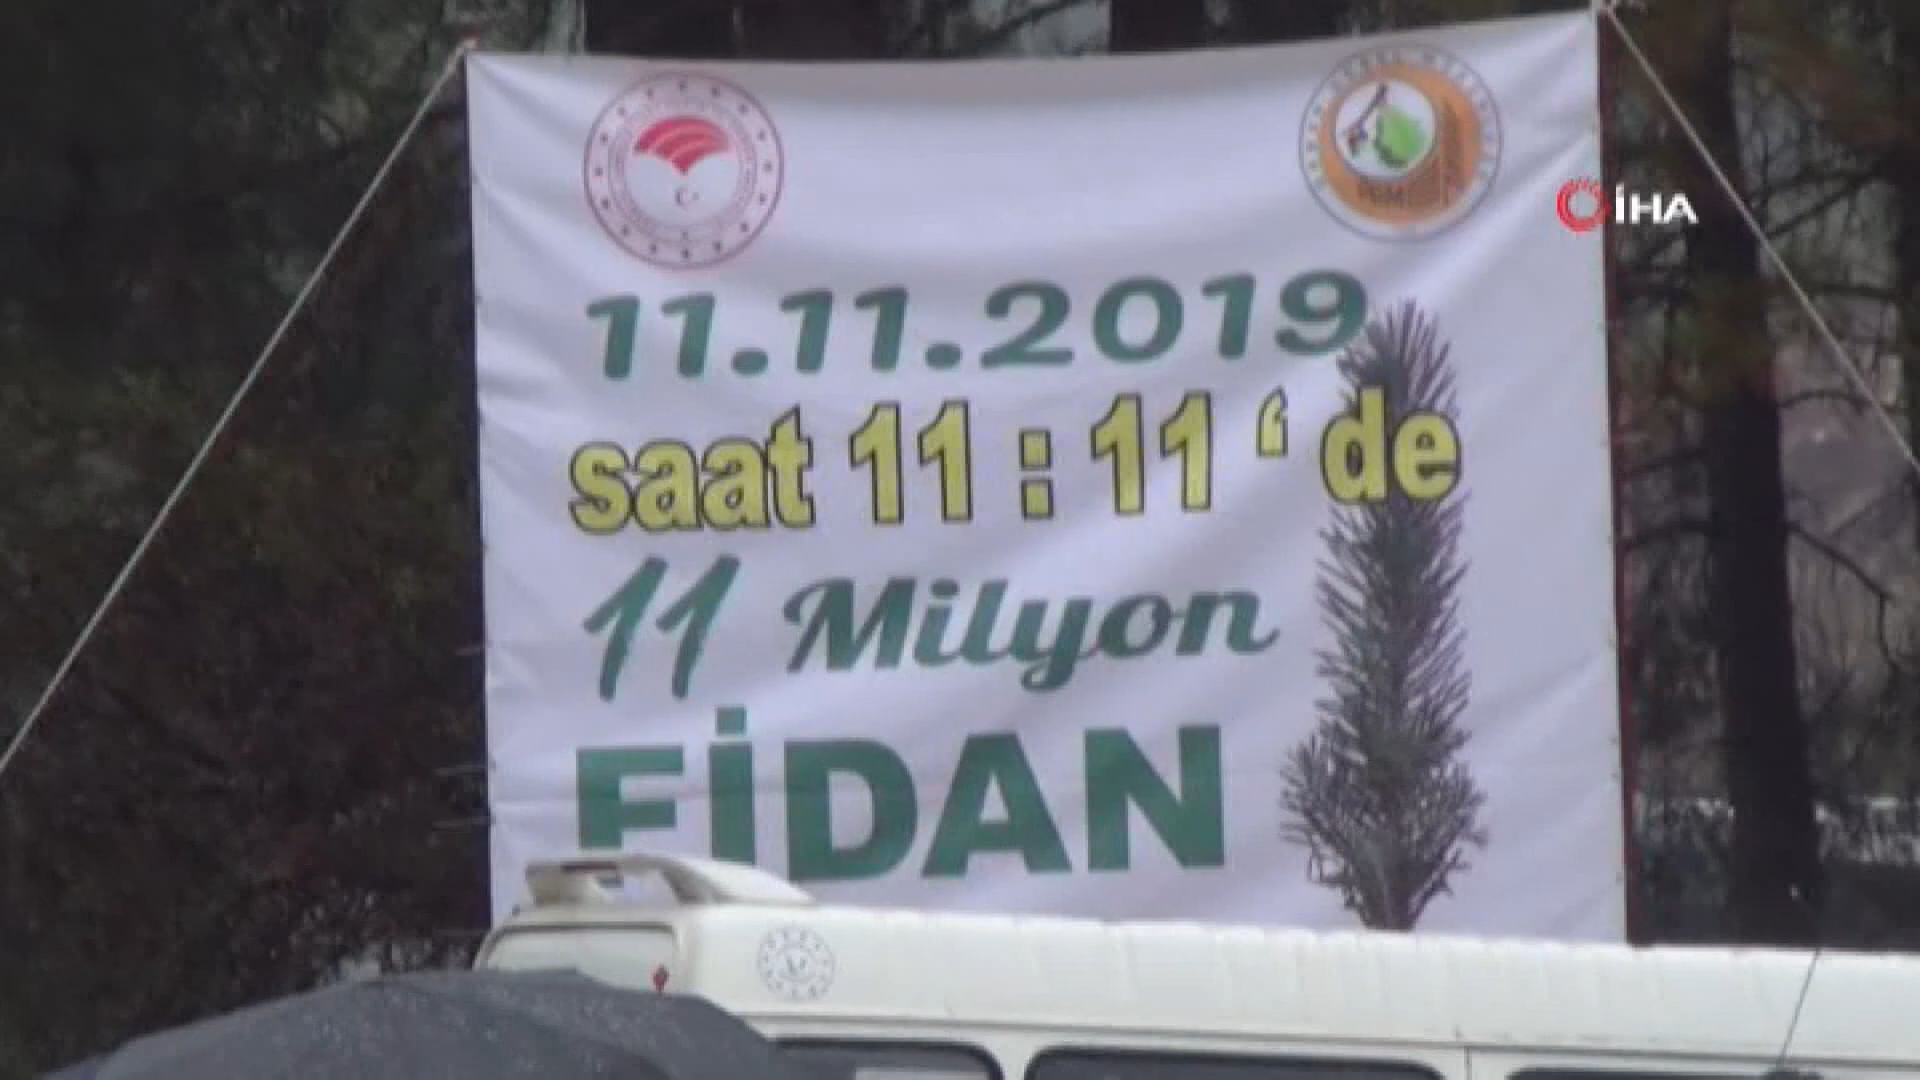 İHA
11.11.2019
saat 11 : 11 ‘ de
11 Milyon
FİDAN